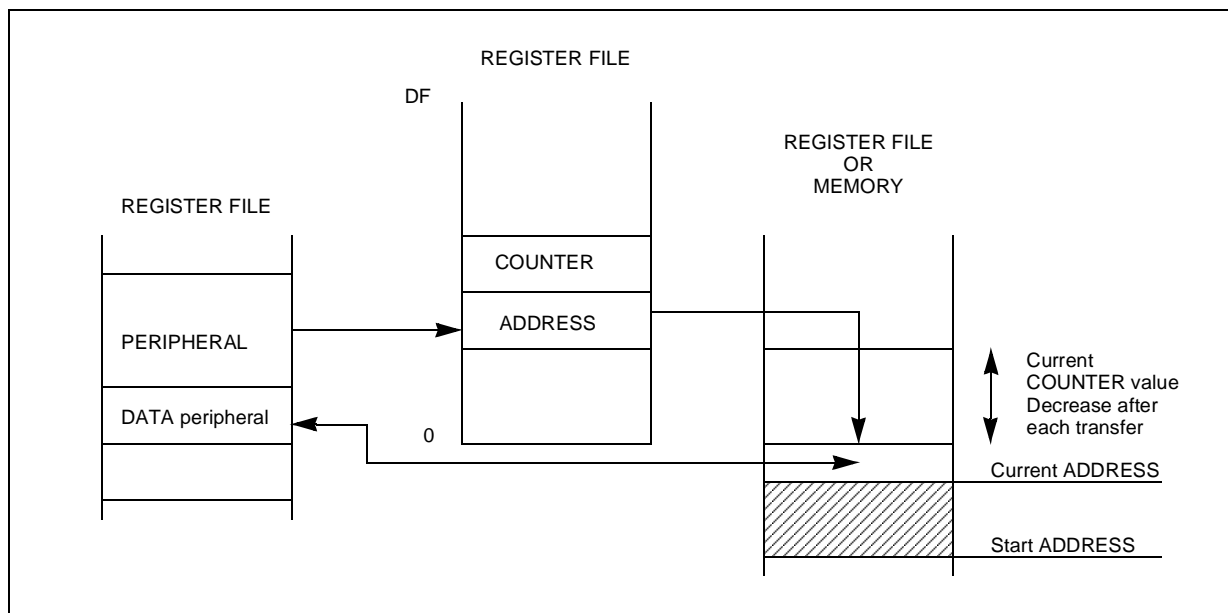 REGISTER FILE
DF
REGISTER FILE
OR
MEMORY
REGISTER FILE
COUNTER
ADDRESS
PERIPHERAL
DATA peripheral
0
Current
COUNTER value
Decrease after
each transfer
Current ADDRESS
Start ADDRESS